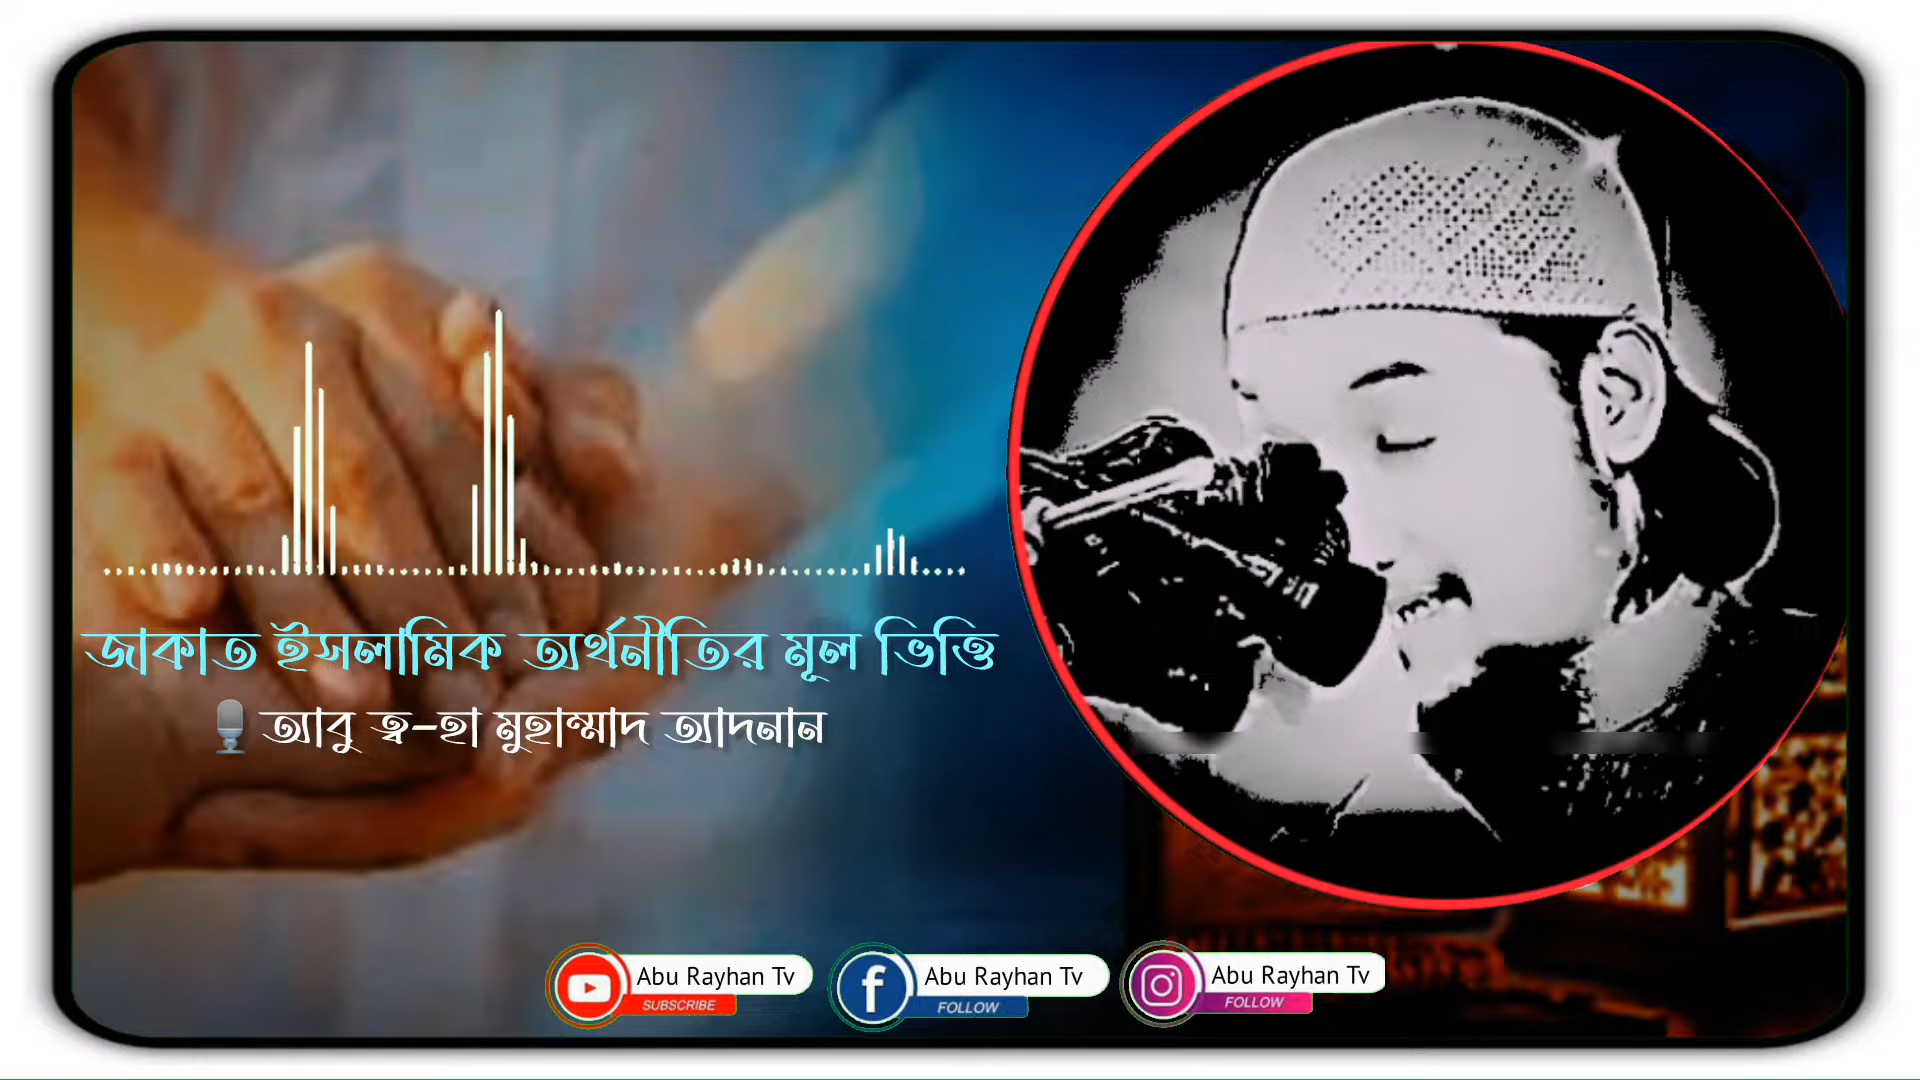 জাকাত ইসলামিক অর্থনীতির মূল ভিত্তি
আবু ত্ব-হা মুহাম্মাদ আদনান
Abu Rayhan Tv
SUBSCRIBE
Abu Rayhan Tv
FOLLOW
Abu Rayhan Tv
FOLLOW